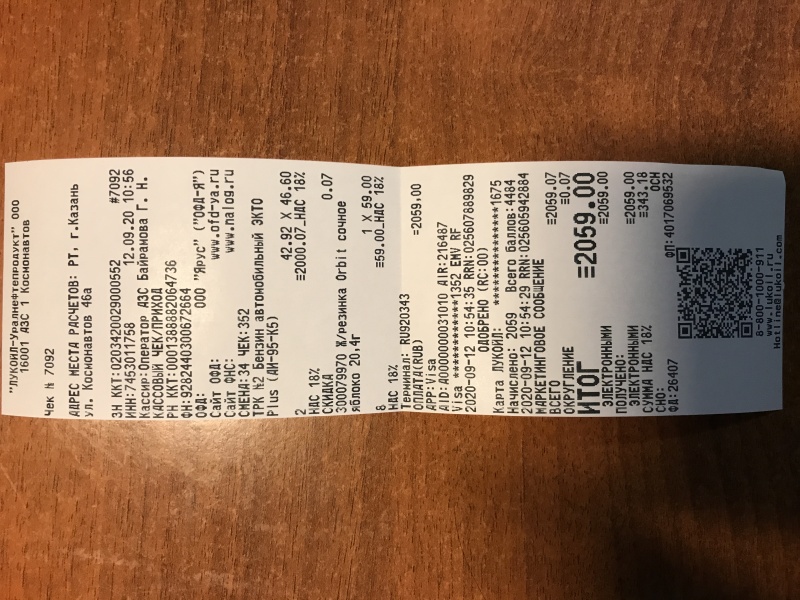 "ЛУКОЙЛ-Уралнефтепродукт" ООО
16001 АЗС 1 Космонавтов
Чек № 7092
АДРЕС МЕСТА РАСЧЕТОВ: РТ, г.Казань
ул. Космонавтов 46а
ЗН ККТ:0203420029000552 #7092
ИНН:7453011758 12.09.20 10:56
Кассир:Оператор АЗС Байранова Г. Н.
КАССОВЫЙ ЧЕК/ПРИХОД
РН ККТ:0001388882064736
ФН:9282440300672664
ОФД: ООО "Ярус" ("ОФД-Я")
Сайт ОФД: www.ofd-ya.ru
Сайт ФНС: www.nalog.ru
СМЕНА:34 ЧЕК:352
ТРК №2 Бензин автомобильный ЭКТО
Plus (АИ-95-К5)
42.92 X 46.60
2 ≡2000.07_НДС 18%
НДС 18%
СКИДКА 0.07
300079970 Ж/резинка Orbit сочное
яблоко 20.4г
1 X 59.00
8 ≡59.00_НДС 18%
НДС 18%
Терминал: RU920343
ОПЛАТА(RUB) =2059,00
APP:Visa
AID:A0000000031010 AIR:216487
Visa ************1352 EMV RF
2020-09-12 10:54:35 RRN:025607889829
ОДОБРЕНО (RC:00)
Карта ЛУКОЙЛ: **************1675
Начислено: 2059 Всего баллов:4484
2020-09-12 10:54:29 RRN:025605942884
МАРКЕТИНГОВОЕ СООБЩЕНИЕ
ВСЕГО ≡2059.07
ОКРУГЛЕНИЕ ≡0.07
ИТОГ ≡2059.00
ЭЛЕКТРОННЫМИ ≡2059.00
ПОЛУЧЕНО:
ЭЛЕКТРОННЫМИ ≡2059.00
СУММА НДС 18% ≡343.18
СНО: ОСН
ФД: 26407 ФП:4017069532
8-800-1000-911
www.lukoil.ru
Hotline@lukoil.com